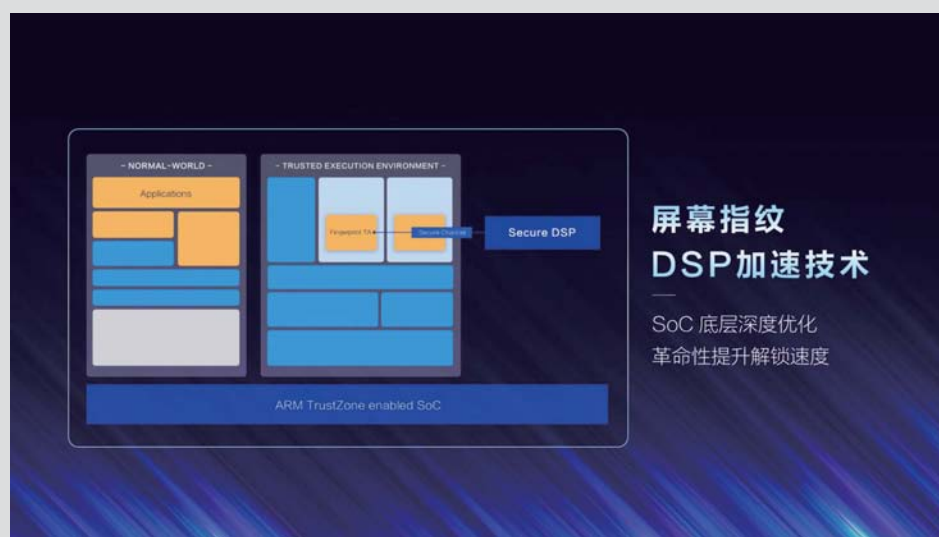 - NORMAL-WORLD -
Applications
- TRUSTED EXECUTION ENVIRONMENT -
Fingerprint TA
Secure Channel
Secure DSP
ARM TrustZone enabled SoC
屏幕指纹
DSP加速技术
SoC 底层深度优化
革命性提升解锁速度